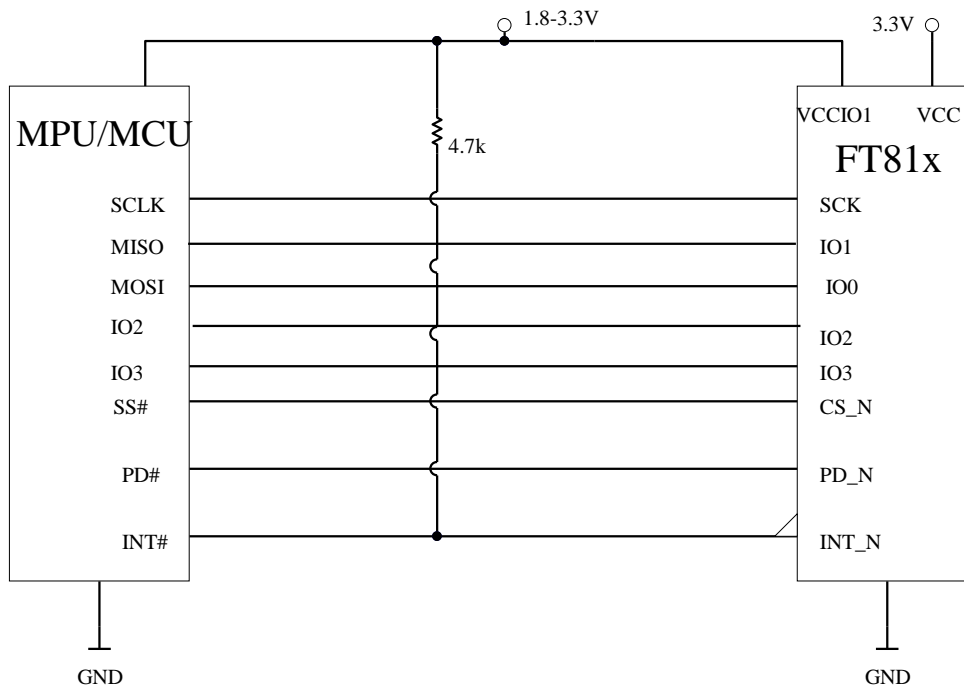 1.8-3.3V
3.3V
MPU/MCU
VCCIO1 VCC
4.7k
FT81x
SCLK
SCK
MISO
IO1
MOSI
IO0
IO2
IO2
IO3
IO3
SS#
CS_N
PD#
PD_N
INT#
INT_N
GND
GND